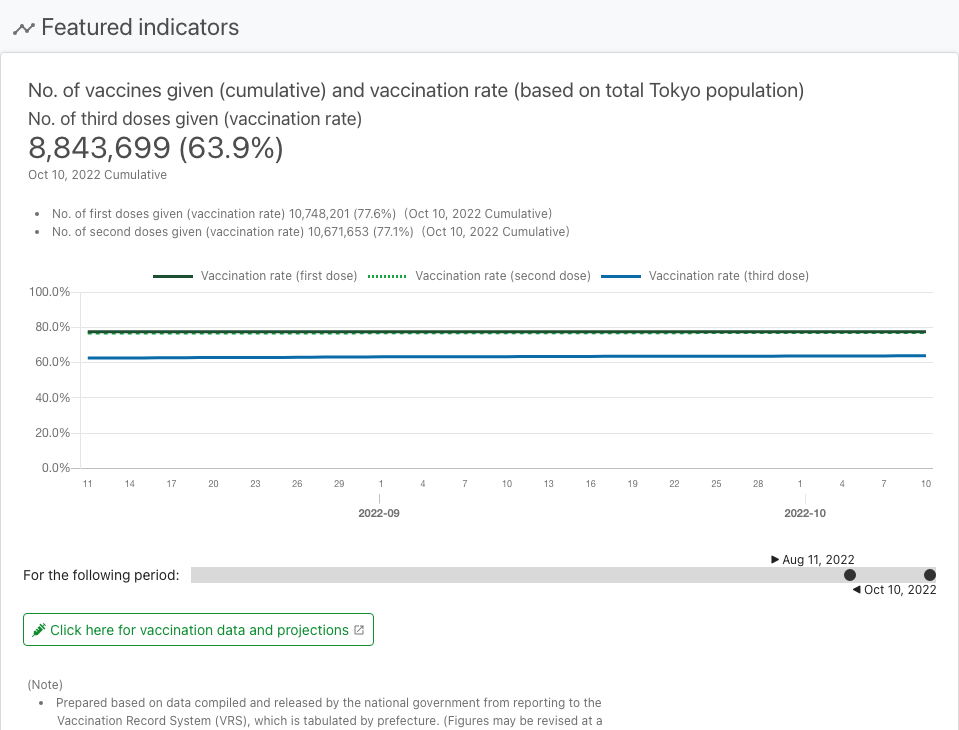 Featured indicators
No. of vaccines given (cumulative) and vaccination rate (based on total Tokyo population)
No. of third doses given (vaccination rate)
8,843,699 (63.9%)
Oct 10, 2022 Cumulative
• No. of first doses given (vaccination rate) 10,748,201 (77.6%) (Oct 10, 2022 Cumulative)
• No. of second doses given (vaccination rate) 10,671,653 (77.1%) (Oct 10, 2022 Cumulative)
Vaccination rate (first dose) Vaccination rate (second dose) Vaccination rate (third dose)
100.0%
80.0%
60.0%
40.0%
20.0%
0.0%
11 14 17 20 23 26 29 1 4 7 10 13 16 19 22 25 28 1 4 7 10
2022-09 2022-10
▶ Aug 11, 2022
For the following period:
◀ Oct 10, 2022
Click here for vaccination data and projections
(Note)
• Prepared based on data compiled and released by the national government from reporting to the
Vaccination Record System (VRS), which is tabulated by prefecture. (Figures may be revised at a